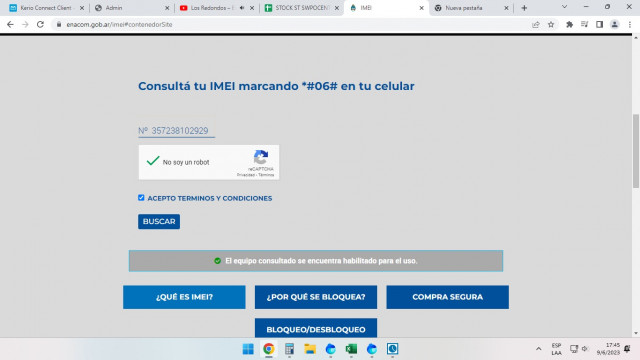 Kerio Connect Client
Admin
Los Redondos –
STOCK ST SWPOCENT
IMEI
Nueva pestaña
enacom.gob.ar/imei#contenedorSite
Consultá tu IMEI marcando *#06# en tu celular
Nº 357238102929
No soy un robot
reCAPTCHA
Privacidad - Términos
ACEPTO TERMINOS Y CONDICIONES
BUSCAR
El equipo consultado se encuentra habilitado para el uso.
¿QUÉ ES IMEI?
¿POR QUÉ SE BLOQUEA?
COMPRA SEGURA
BLOQUEO/DESBLOQUEO
ESP
LAA
17:45
9/6/2023